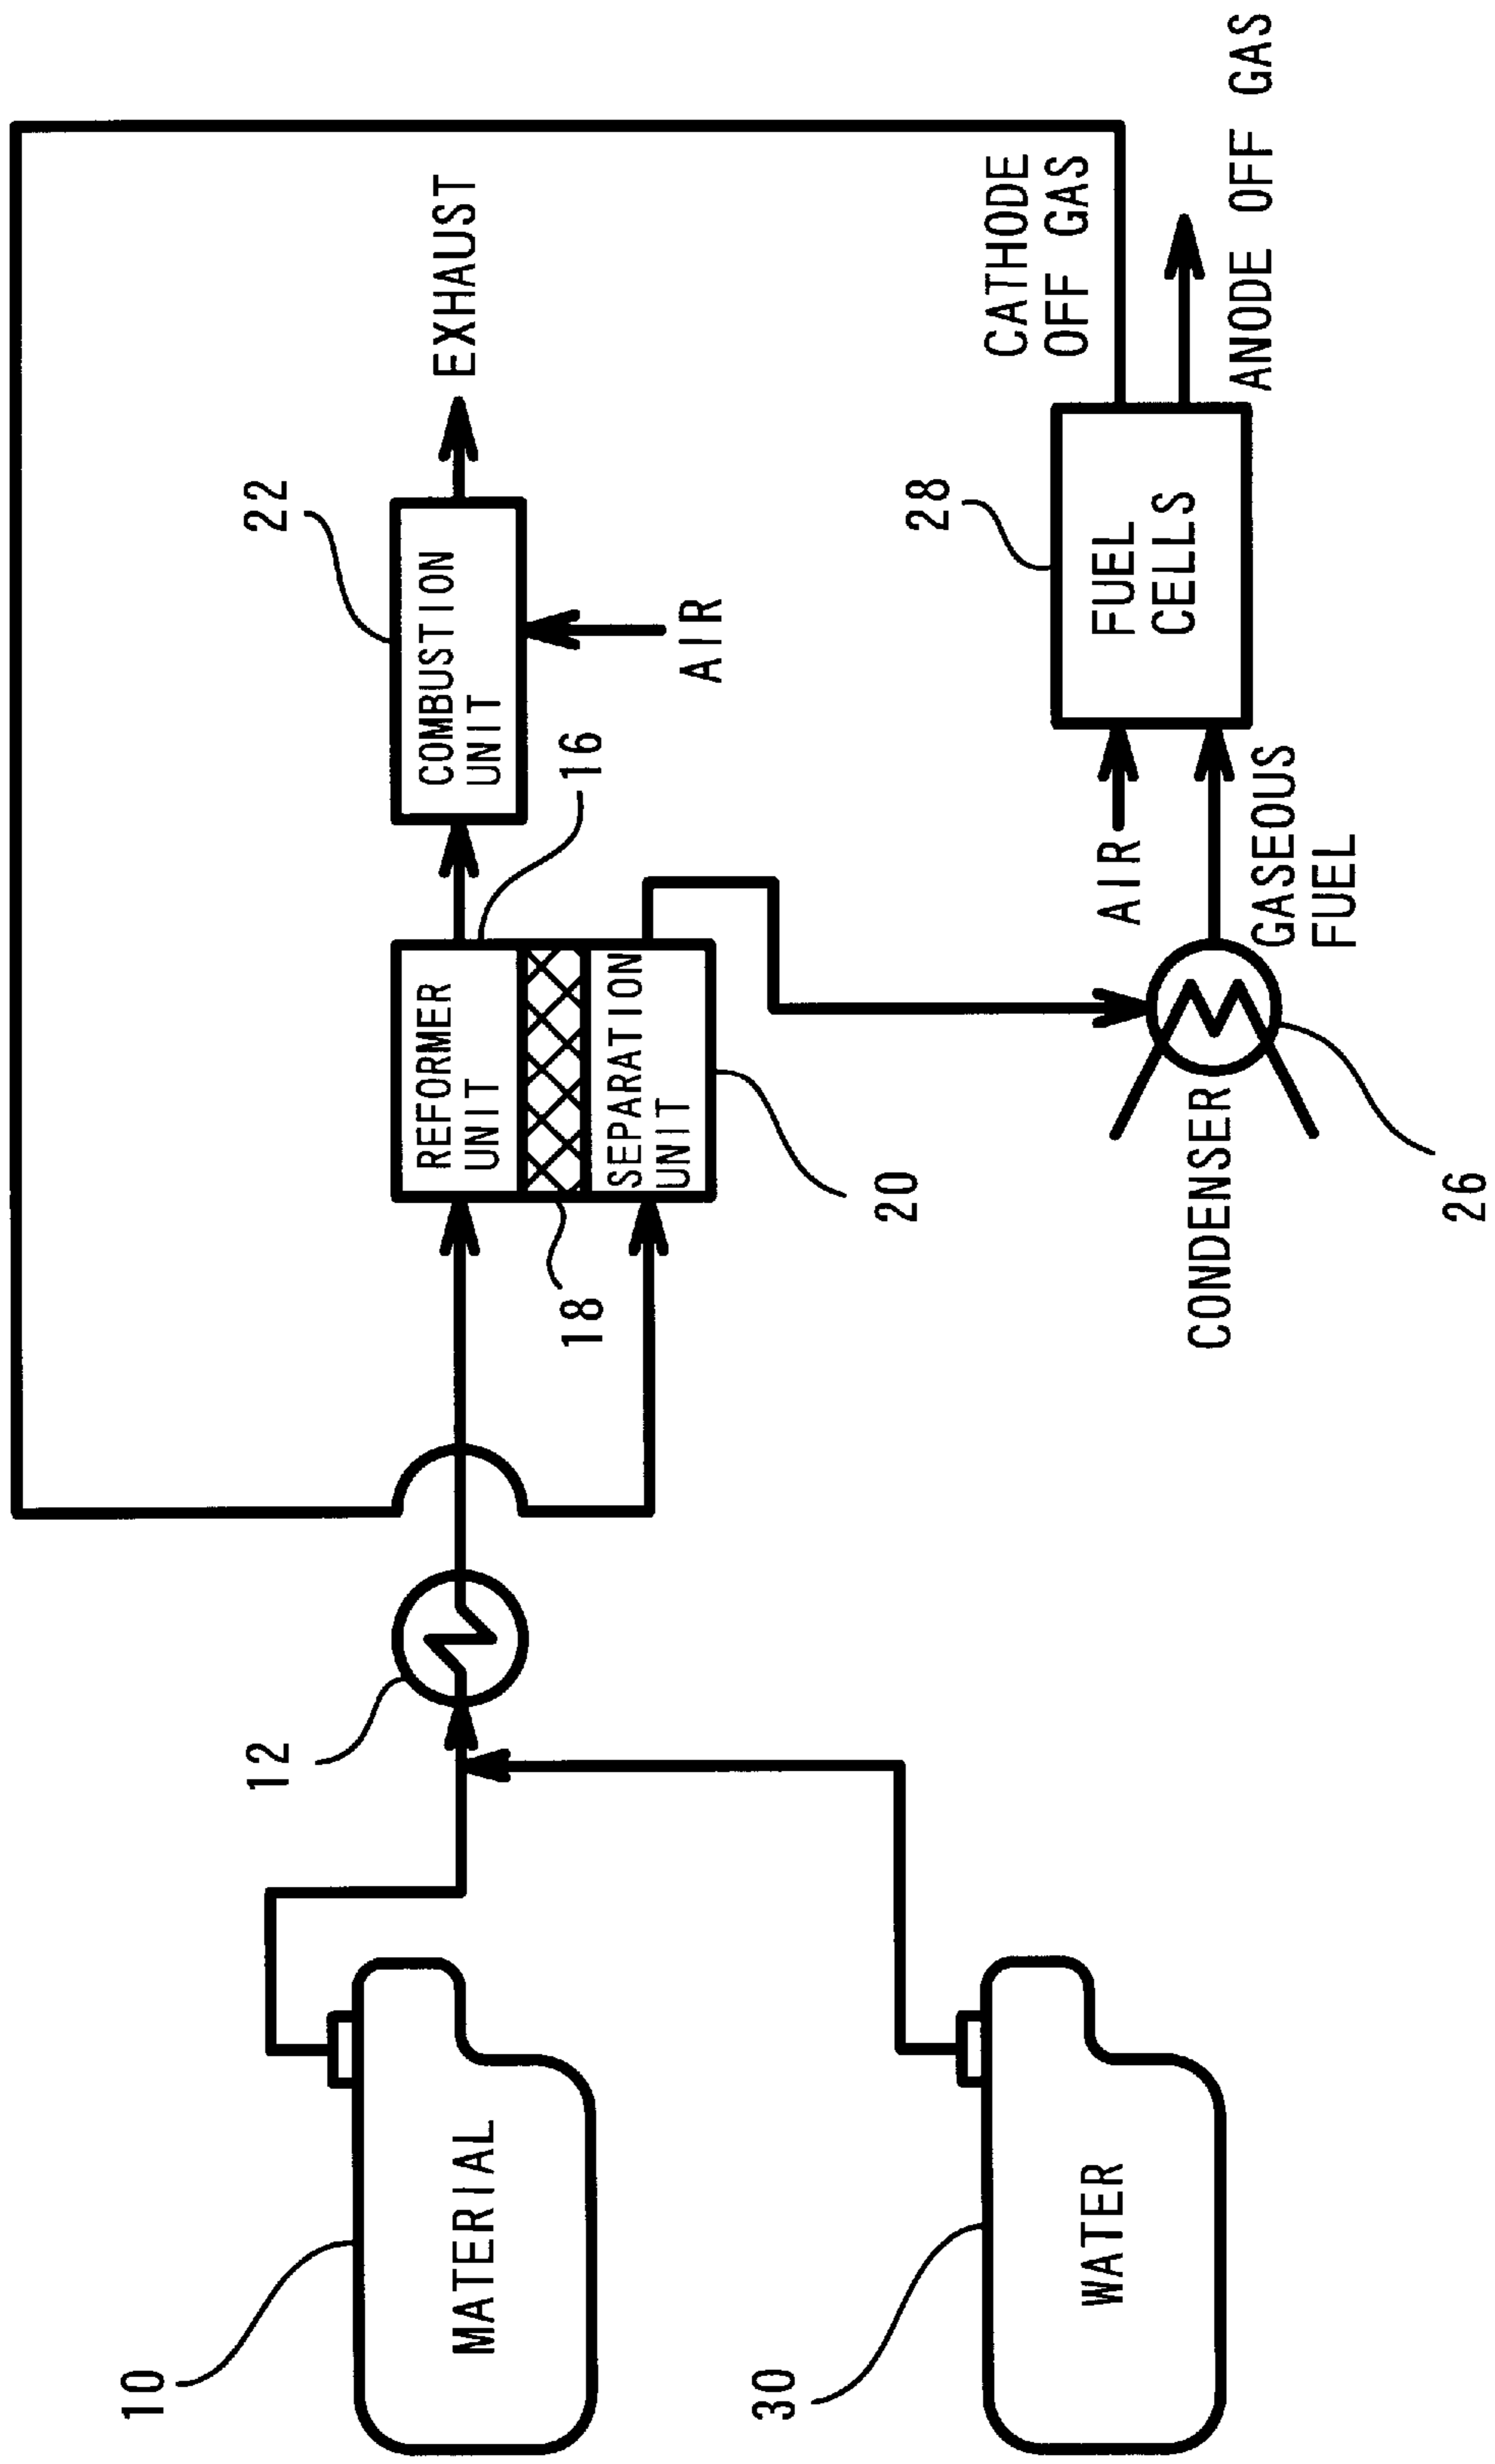 10
MATERIAL
12
22
COMBUSTION
UNIT
EXHAUST
AIR
16
REFORMER
UNIT
18
SEPARATION
UNIT
20
30
WATER
28
FUEL
CELLS
CATHODE
OFF GAS
ANODE OFF GAS
AIR
GASEOUS
FUEL
CONDENSER
26